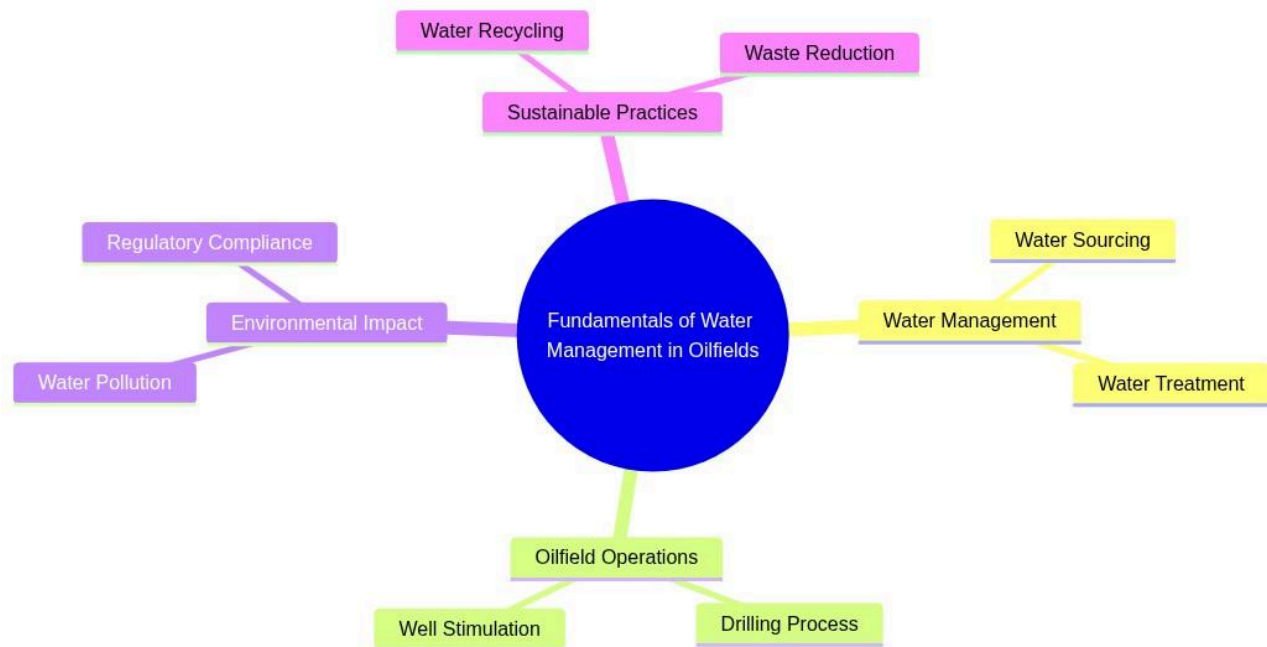 Water Recycling
Waste Reduction
Sustainable Practices
Regulatory Compliance
Water Sourcing
Environmental Impact
Fundamentals of Water
Management in Oilfields
Water Management
Water Pollution
Water Treatment
Oilfield Operations
Well Stimulation
Drilling Process